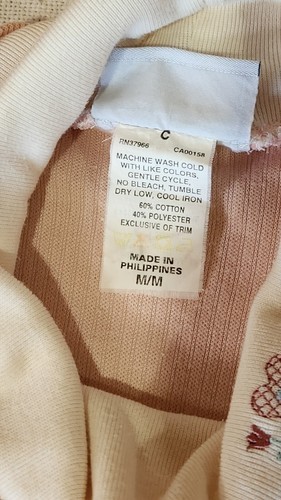 C
RN37966 CA00158
MACHINE WASH COLD
WITH LIKE COLORS,
GENTLE CYCLE,
NO BLEACH, TUMBLE
DRY LOW, COOL IRON
60% COTTON
40% POLYESTER
EXCLUSIVE OF TRIM
MADE IN
PHILIPPINES
M/M